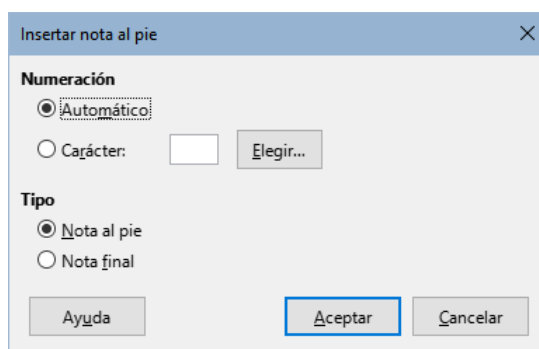 Insertar nota al pie
Numeración
Automático
Carácter: Elegir...
Tipo
Nota al pie
Nota final
Ayuda Aceptar Cancelar